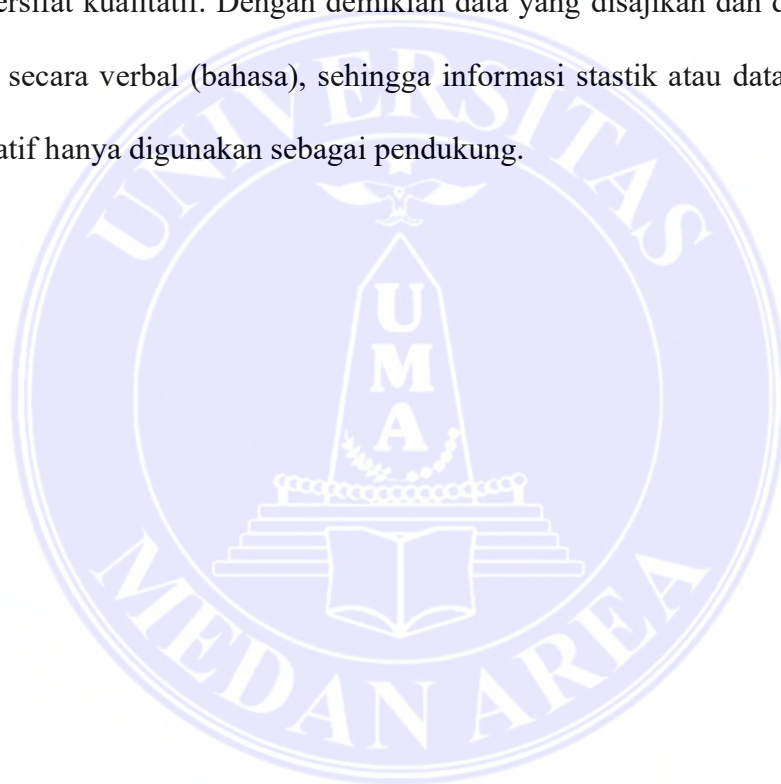 ersifat kualitatif. Dengan demikian data yang disajikan dan d
secara verbal (bahasa), sehingga informasi stastik atau data
atif hanya digunakan sebagai pendukung.
UNIVERSITAS
U
M
A
MEDAN AREA